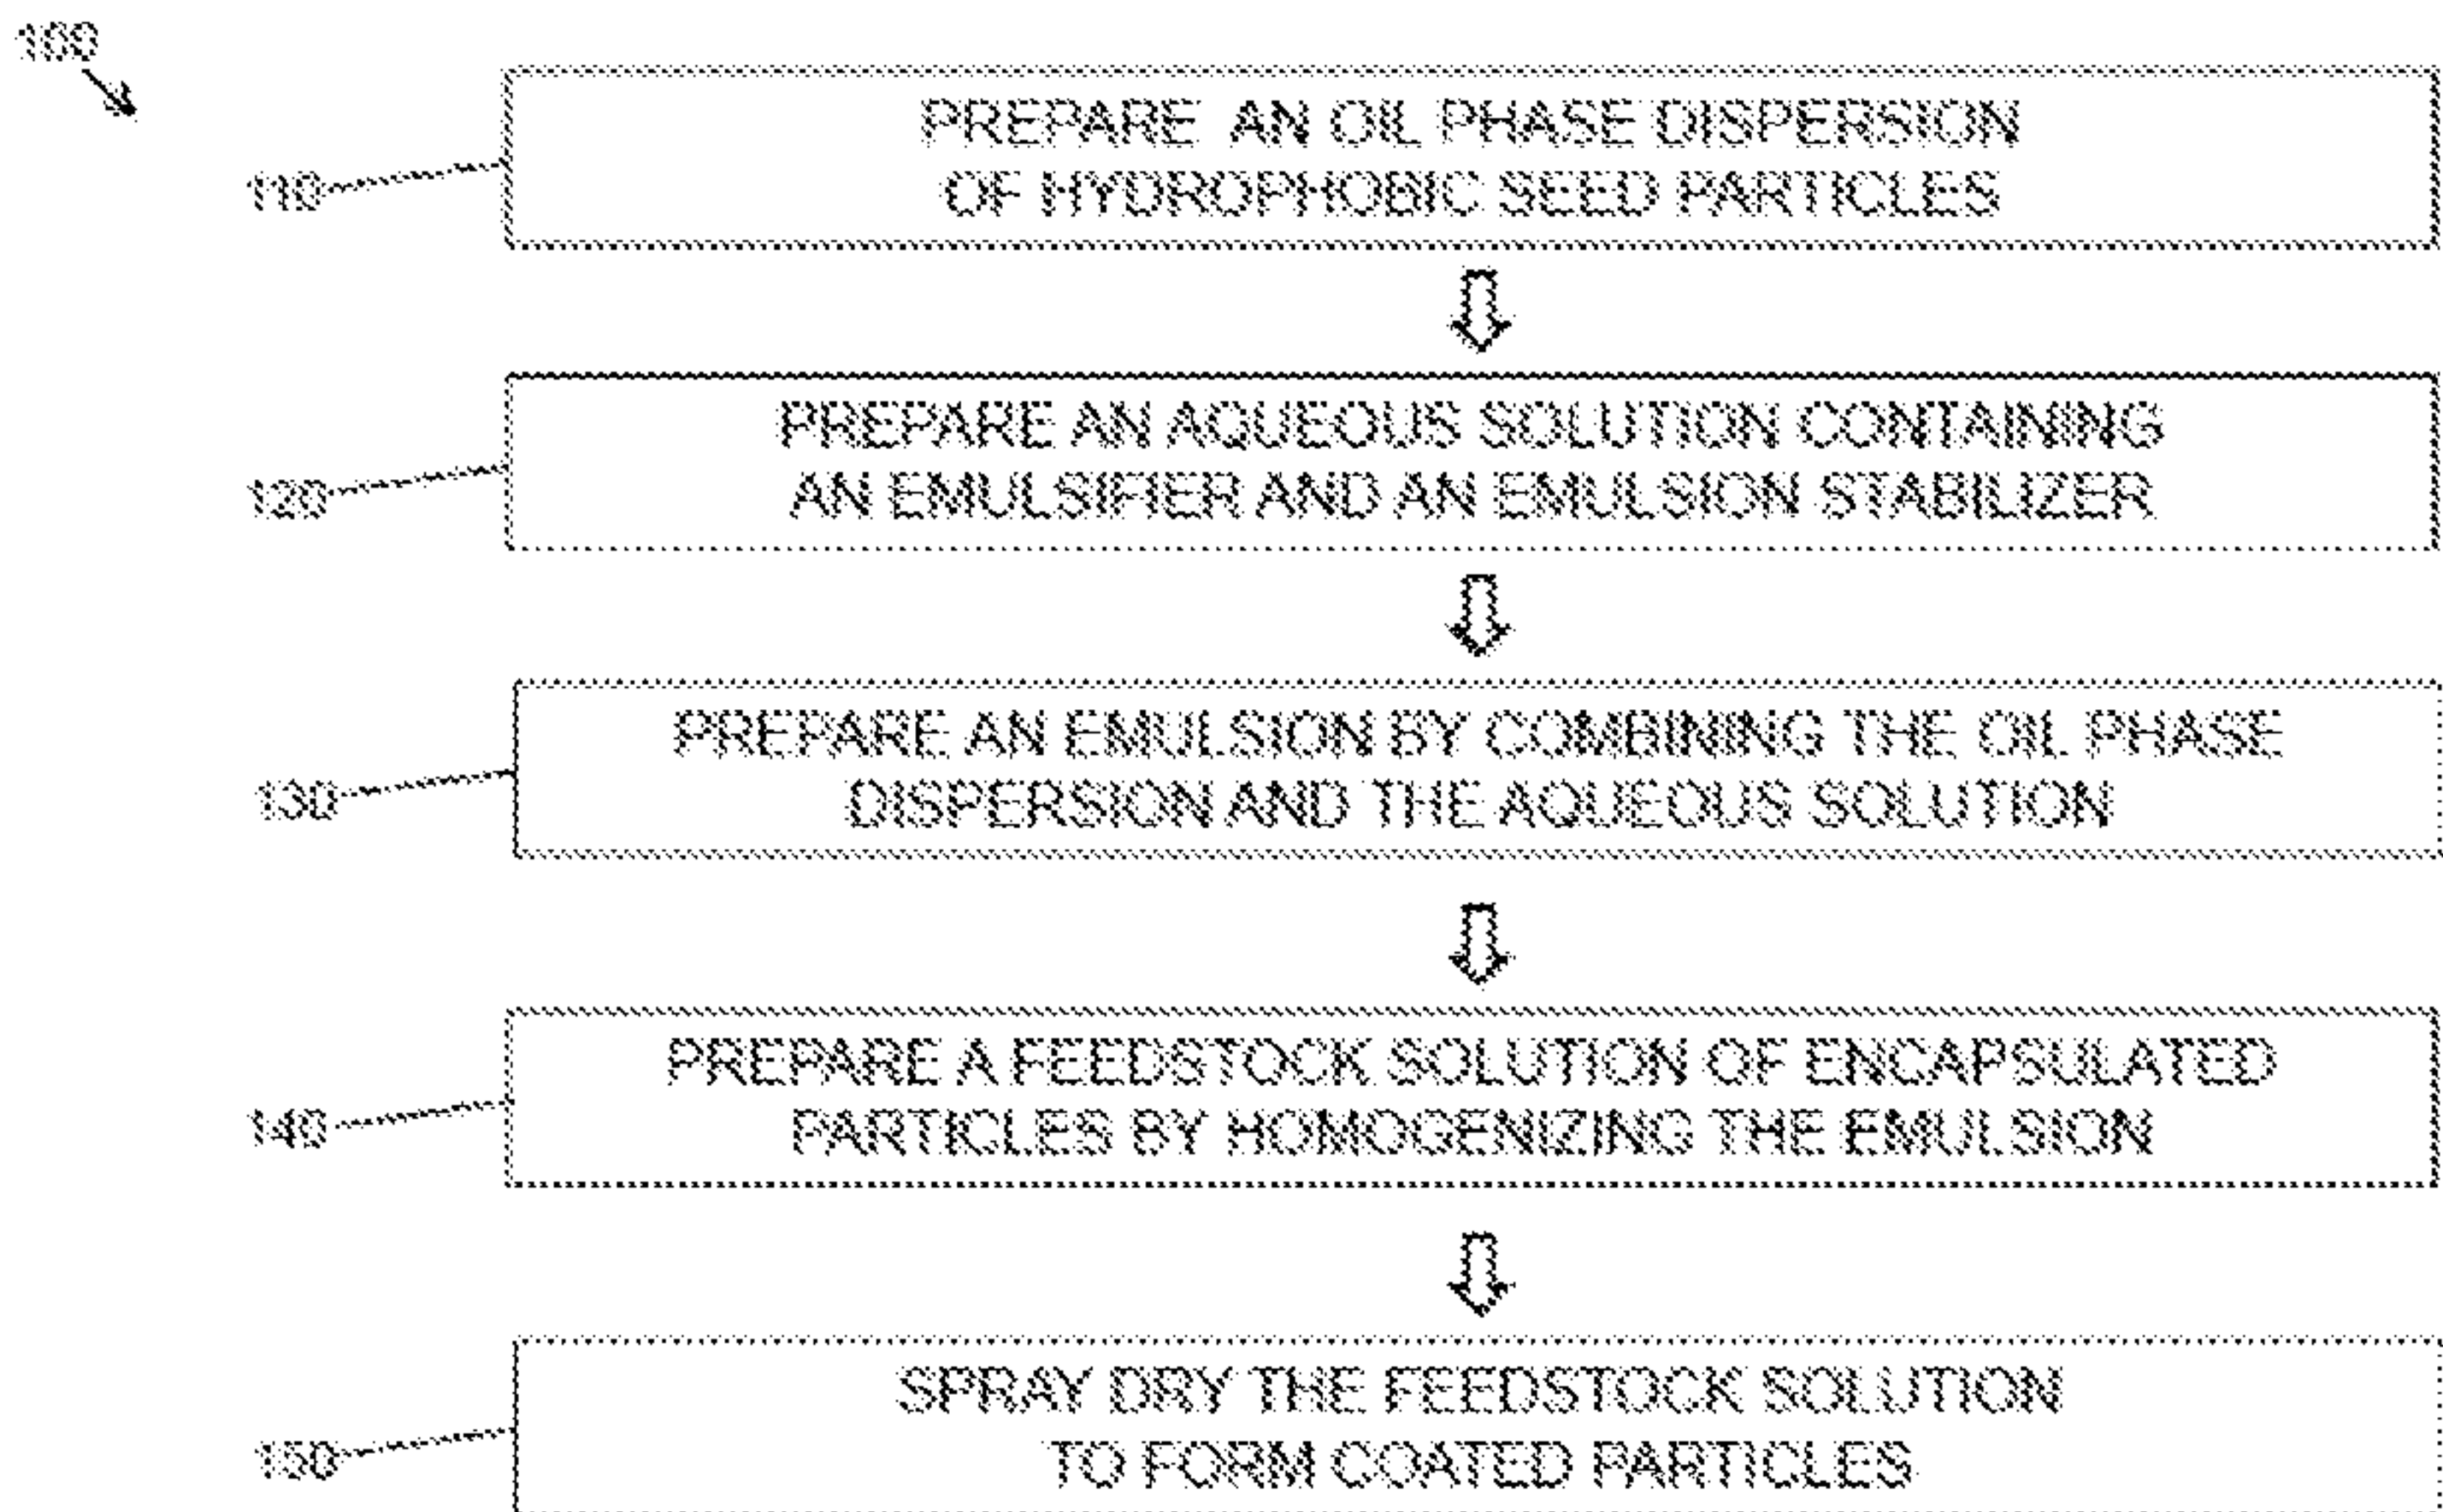 100
110
PREPARE AN OIL PHASE DISPERSION
OF HYDROPHOBIC SEED PARTICLES
120
PREPARE AN AQUEOUS SOLUTION CONTAINING
AN EMULSIFIER AND AN EMULSION STABILIZER
130
PREPARE AN EMULSION BY COMBINING THE OIL PHASE
DISPERSION AND THE AQUEOUS SOLUTION
140
PREPARE A FEEDSTOCK SOLUTION OF ENCAPSULATED
PARTICLES BY HOMOGENIZING THE EMULSION
150
SPRAY DRY THE FEEDSTOCK SOLUTION
TO FORM COATED PARTICLES